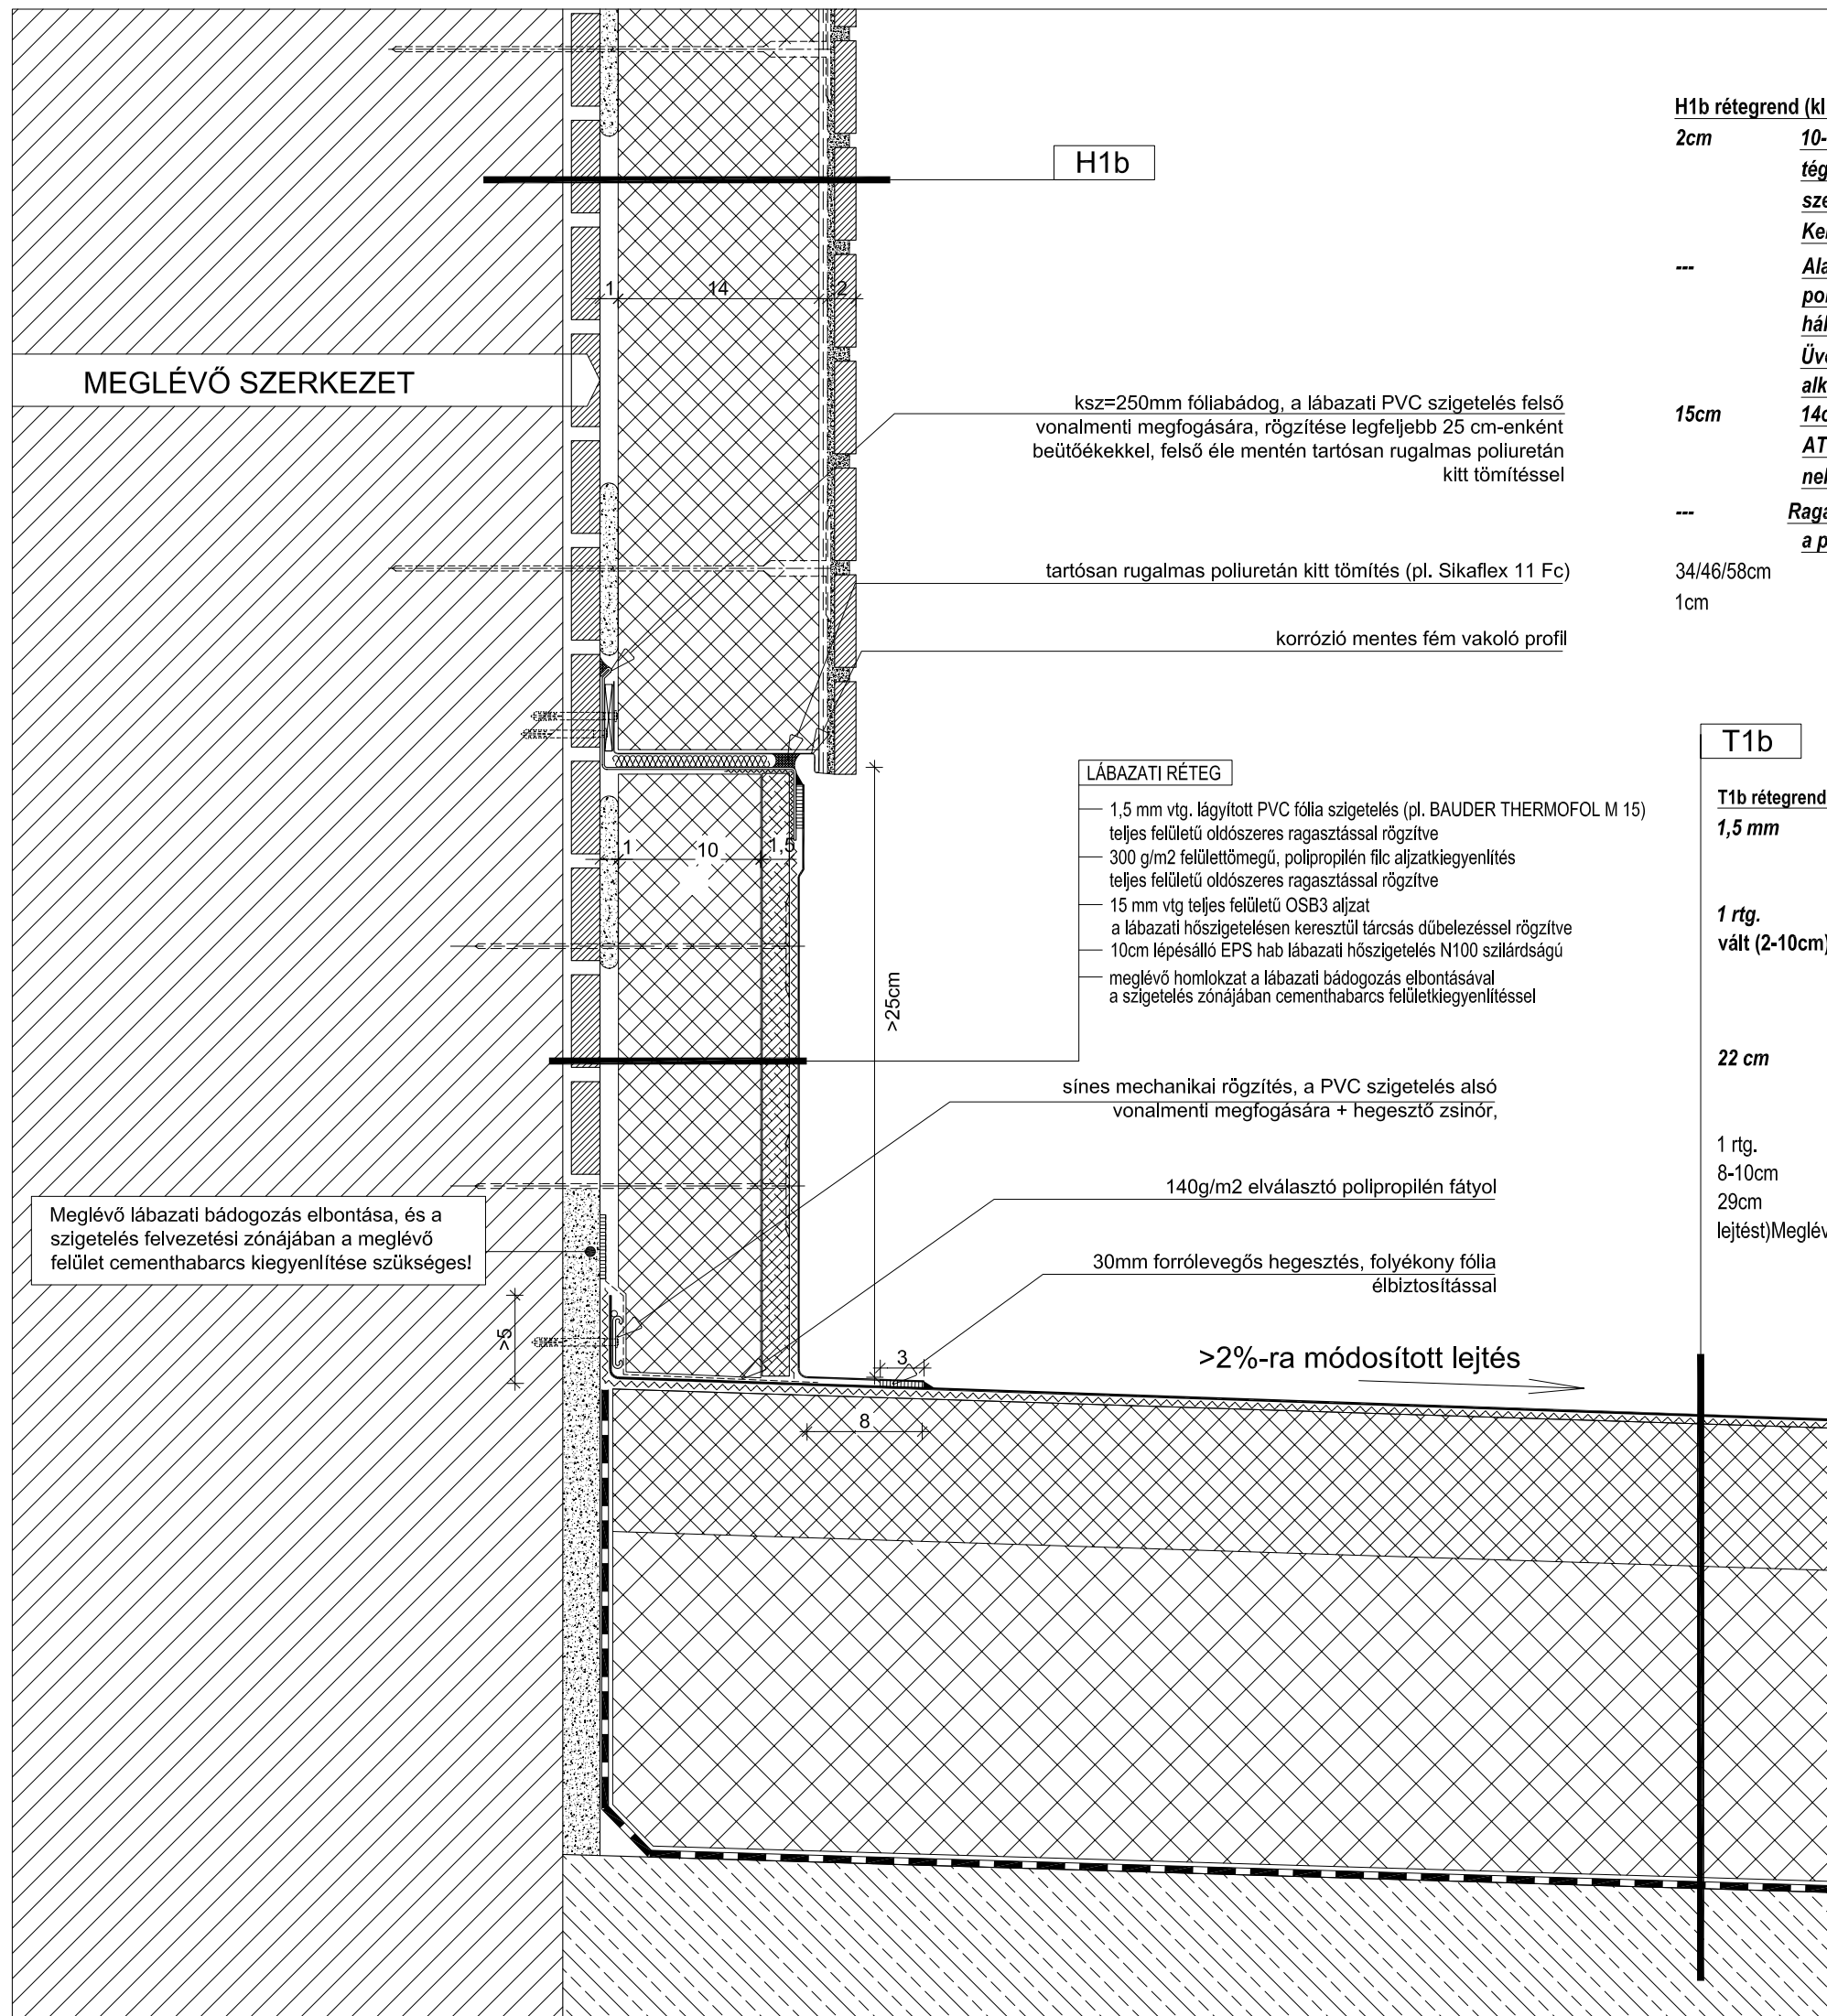 H1b
H1b rétegrend (kl
2cm
10-
tég
sze
---
Ala
1
14
2
MEGLÉVŐ SZERKEZET
ksz=250mm fóliabádog, a lábazati PVC szigetelés felső
vonalmenti megfogására, rögzítése legfeljebb 25 cm-enként
beütőékekkel, felső éle mentén tartósan rugalmas poliuretán
kitt tömítéssel
Üve
alk
15cm
14c
AT
---
Raga
a p
34/46/58cm
1cm
tartósan rugalmas poliuretán kitt tömítés (pl. Sikaflex 11 Fc)
korrózió mentes fém vakoló profil
LÁBAZATI RÉTEG
1,5 mm vtg. lágyított PVC fólia szigetelés (pl. BAUDER THERMOFOL M 15)
teljes felületű oldószeres ragasztással rögzítve
300 g/m2 felülettömegű, polipropilén filc aljzatkiegyenlítés
teljes felületű oldószeres ragasztással rögzítve
15 mm vtg teljes felületű OSB3 aljzat
a lábazati hőszigetelésen keresztül tárcsás dűbelezéssel rögzítve
10cm lépésálló EPS hab lábazati hőszigetelés N100 szilárdságú
meglévő homlokzat a lábazati bádogozás elbontásával
a szigetelés zónájában cementhabarcs felületkiegyenlítéssel
1
10
1,5
>25cm
T1b
T1b rétegrend
1,5 mm
1 rtg.
vált (2-10cm)
22 cm
1 rtg.
8-10cm
29cm
lejtést)Meglév
sínes mechanikai rögzítés, a PVC szigetelés alsó
vonalmenti megfogására + hegesztő zsinór,
140g/m2 elválasztó polipropilén fátyol
30mm forrólevegős hegesztés, folyékony fólia
élbiztosítással
Meglévő lábazati bádogozás elbontása, és a
szigetelés felvezetési zónájában a meglévő
felület cementhabarcs kiegyenlítése szükséges!
>5
3
8
>2%-ra módosított lejtés